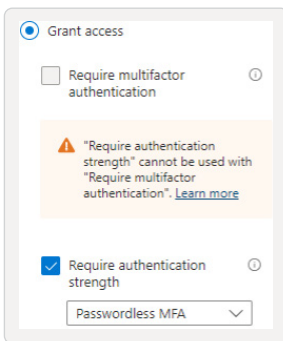 Grant access
Require multifactor
authentication
"Require authentication
strength" cannot be used with
"Require multifactor
authentication". Learn more
Require authentication
strength
Passwordless MFA